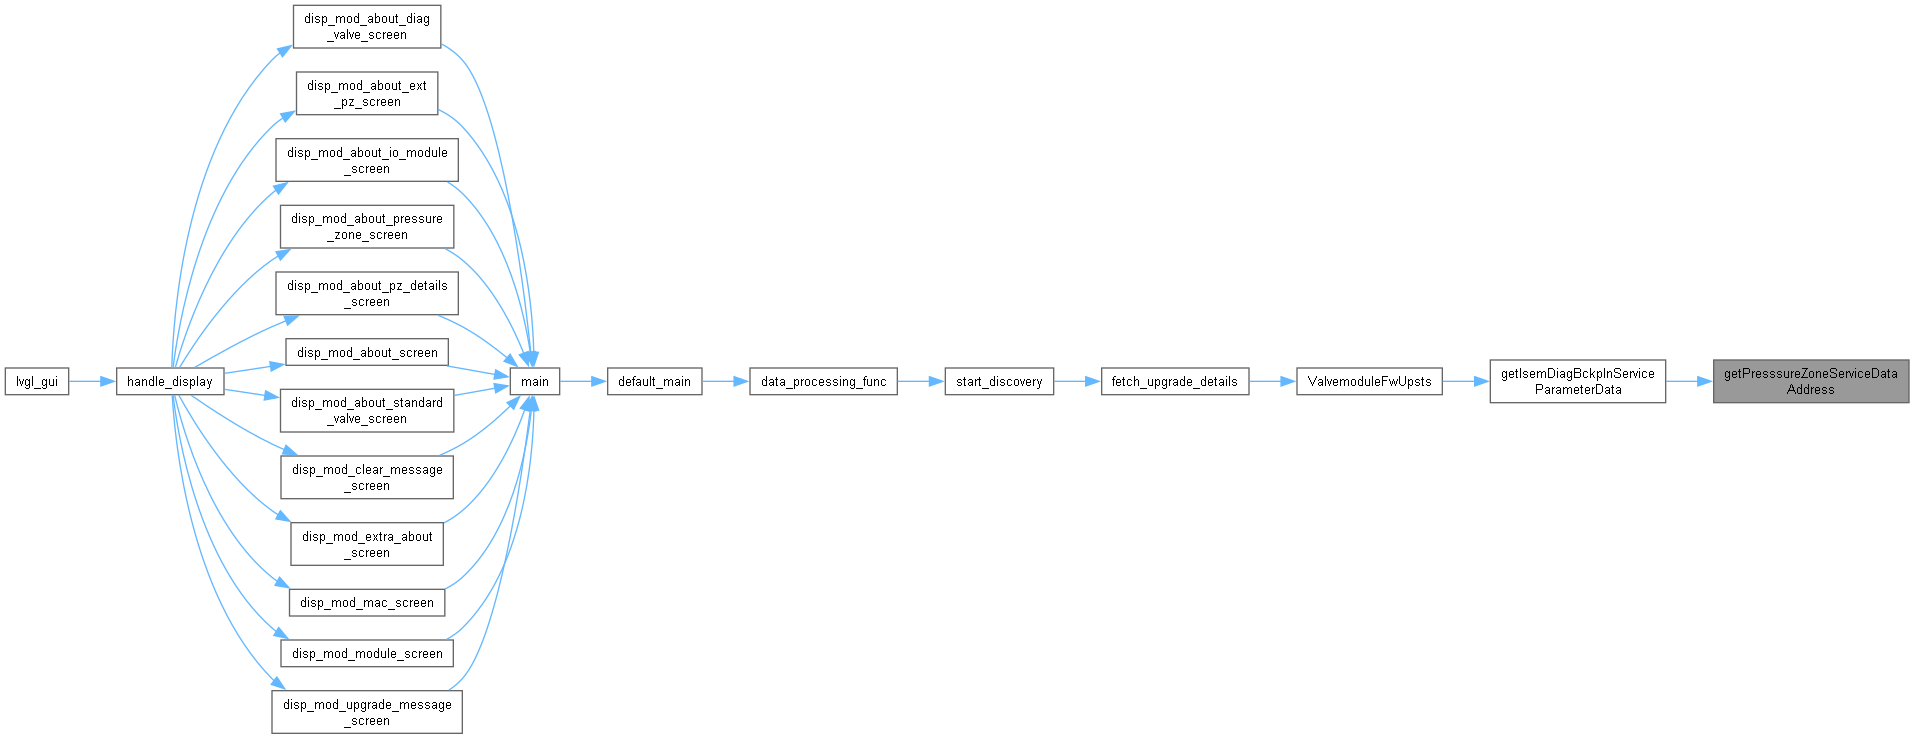 disp_mod_about_diag
_valve_screen
disp_mod_about_ext
_pz_screen
disp_mod_about_io_module
_screen
disp_mod_about_pressure
_zone_screen
disp_mod_about_pz_details
_screen
disp_mod_about_screen
lvgl_gui
handle_display
main
default_main
data_processing_func
start_discovery
fetch_upgrade_details
ValvemoduleFwUpsts
getIsemDiagBckplnService
ParameterData
getPresssureZoneServiceData
Address
disp_mod_about_standard
_valve_screen
disp_mod_clear_message
_screen
disp_mod_extra_about
_screen
disp_mod_mac_screen
disp_mod_module_screen
disp_mod_upgrade_message
_screen